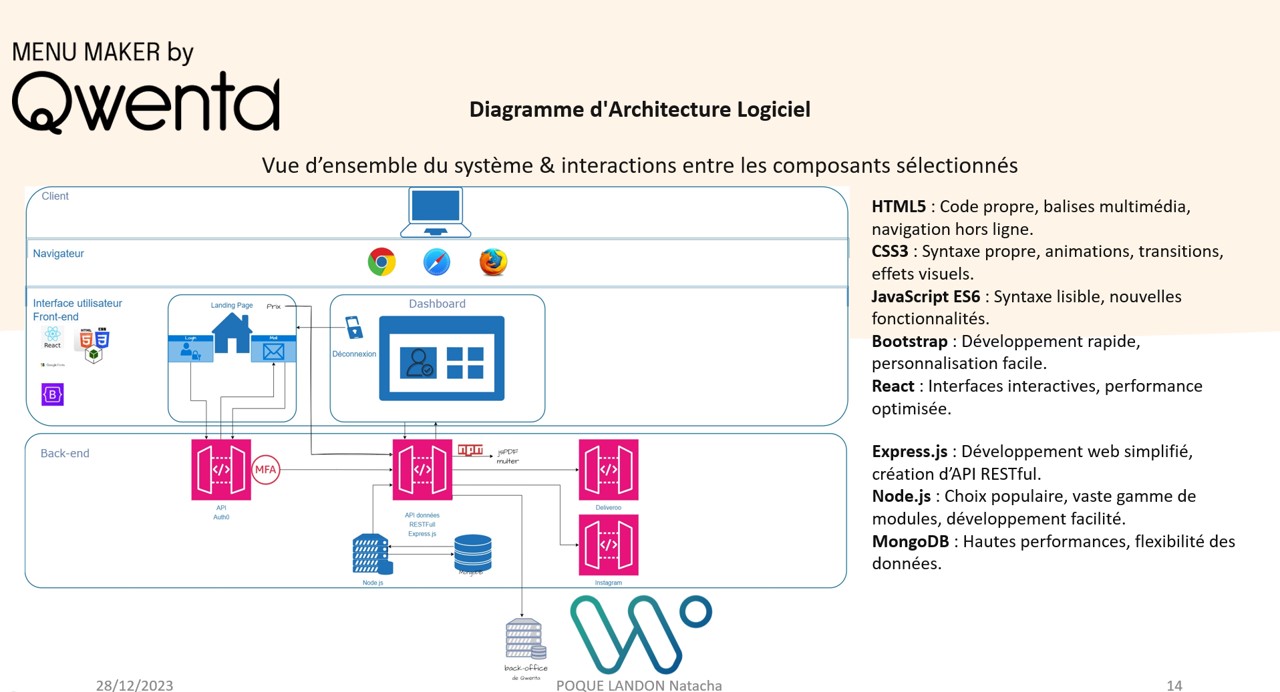 MENU MAKER by
Qwenta
Diagramme d'Architecture Logiciel
Vue d'ensemble du système & interactions entre les composants sélectionnés
Client
Navigateur
Interface utilisateur
Front-end
React
HTML
CSS
Landing Page
Prix
Login
Mail
Dashboard
Déconnexion
Back-end
MFA
API
Auth0
npm
jsPDF
multer
API données
RESTFull
Express.js
Node.js
MongoDB
Deliveroo
Instagram
back-office
de Qwenta
HTML5 : Code propre, balises multimédia,
navigation hors ligne.
CSS3 : Syntaxe propre, animations, transitions,
effets visuels.
JavaScript ES6 : Syntaxe lisible, nouvelles
fonctionnalités.
Bootstrap : Développement rapide,
personnalisation facile.
React : Interfaces interactives, performance
optimisée.
Express.js : Développement web simplifié,
création d'API RESTful.
Node.js : Choix populaire, vaste gamme de
modules, développement facilité.
MongoDB : Hautes performances, flexibilité des
données.
28/12/2023
POQUE LANDON Natacha
14